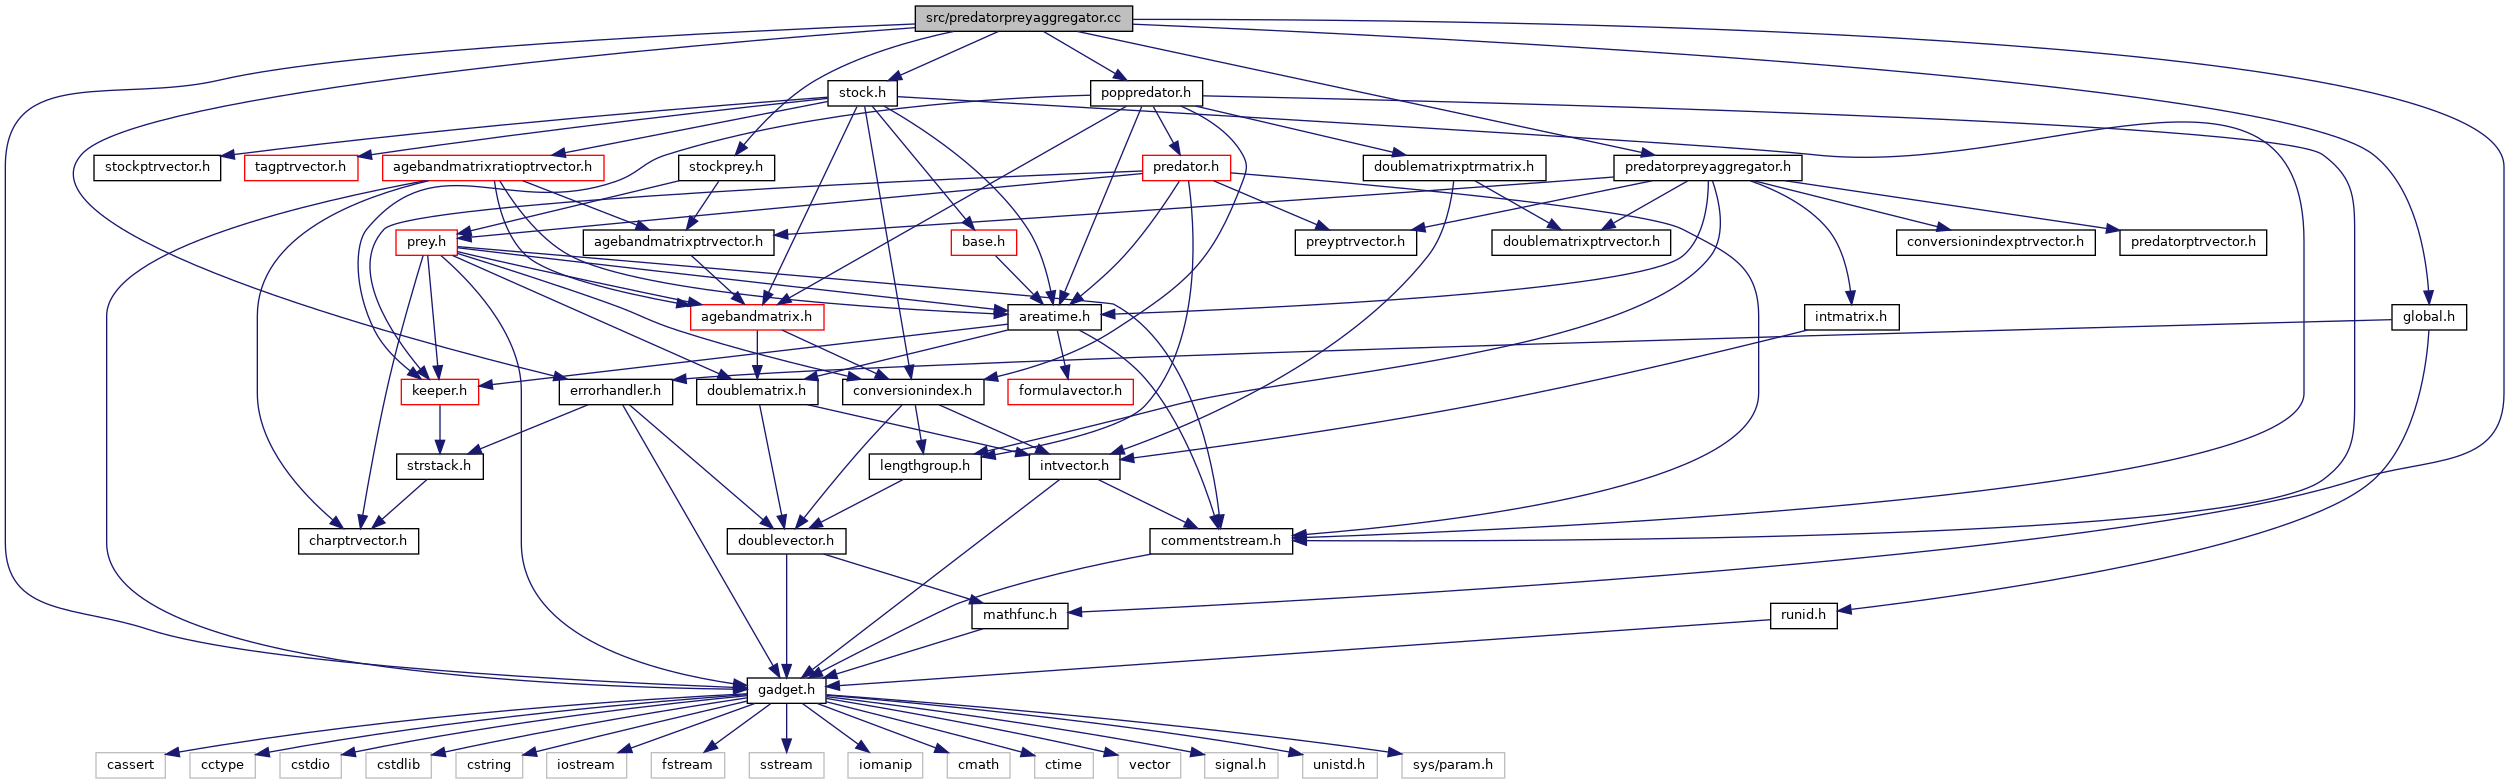 src/predatorpreyaggregator.cc
stock.h
poppredator.h
stockptrvector.h
tagptrvector.h
agebandmatrixratioptrvector.h
stockprey.h
predator.h
doublematrixptrmatrix.h
predatorpreyaggregator.h
prey.h
agebandmatrixptrvector.h
base.h
preyptrvector.h
doublematrixptrvector.h
conversionindexptrvector.h
predatorptrvector.h
agebandmatrix.h
areatime.h
intmatrix.h
global.h
keeper.h
errorhandler.h
doublematrix.h
conversionindex.h
formulavector.h
strstack.h
lengthgroup.h
intvector.h
charptrvector.h
doublevector.h
commentstream.h
mathfunc.h
runid.h
gadget.h
cassert
cctype
cstdio
cstdlib
cstring
iostream
fstream
sstream
iomanip
cmath
ctime
vector
signal.h
unistd.h
sys/param.h